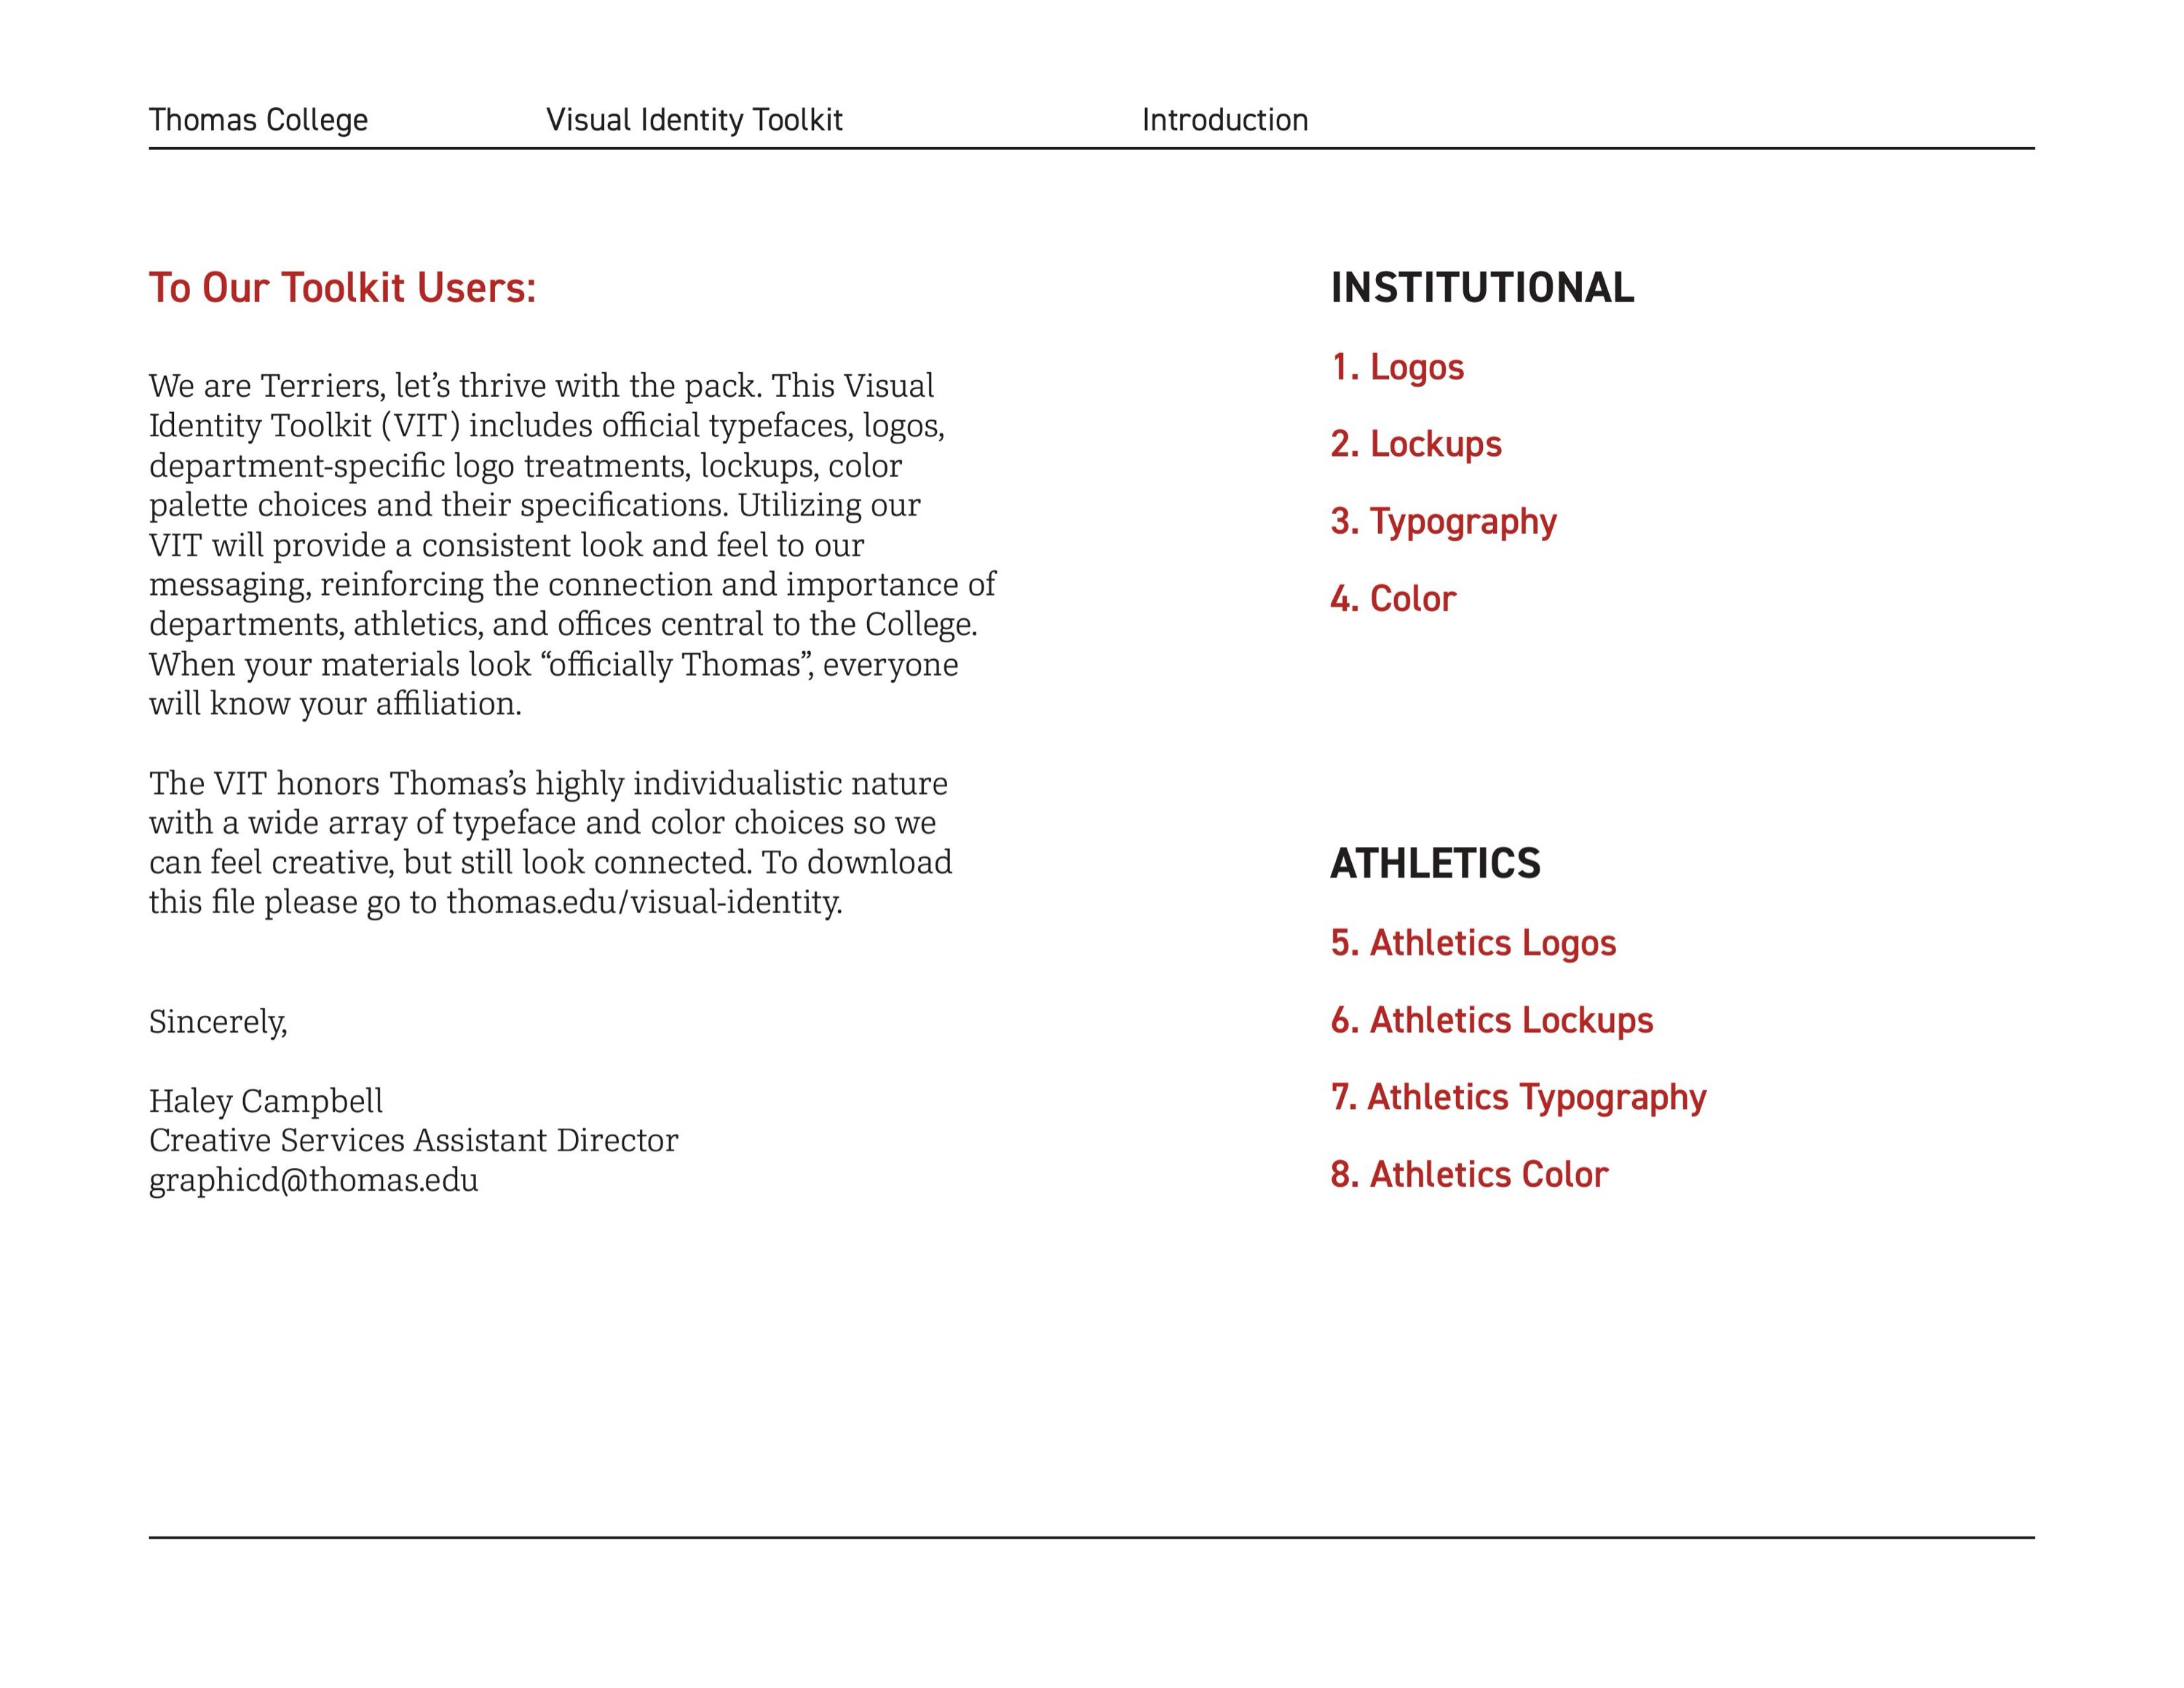 Thomas College Visual Identity Toolkit Introduction
To Our Toolkit Users:
We are Terriers, let’s thrive with the pack. This Visual
Identity Toolkit (VIT) includes official typefaces, logos,
department-specific logo treatments, lockups, color
palette choices and their specifications. Utilizing our
VIT will provide a consistent look and feel to our
messaging, reinforcing the connection and importance of
departments, athletics, and offices central to the College.
When your materials look “officially Thomas”, everyone
will know your affiliation.
The VIT honors Thomas’s highly individualistic nature
with a wide array of typeface and color choices so we
can feel creative, but still look connected. To download
this file please go to thomas.edu/visual-identity.
Sincerely,
Haley Campbell
Creative Services Assistant Director
graphicd@thomas.edu
INSTITUTIONAL
1. Logos
2. Lockups
3. Typography
4. Color
ATHLETICS
5. Athletics Logos
6. Athletics Lockups
7. Athletics Typography
8. Athletics Color